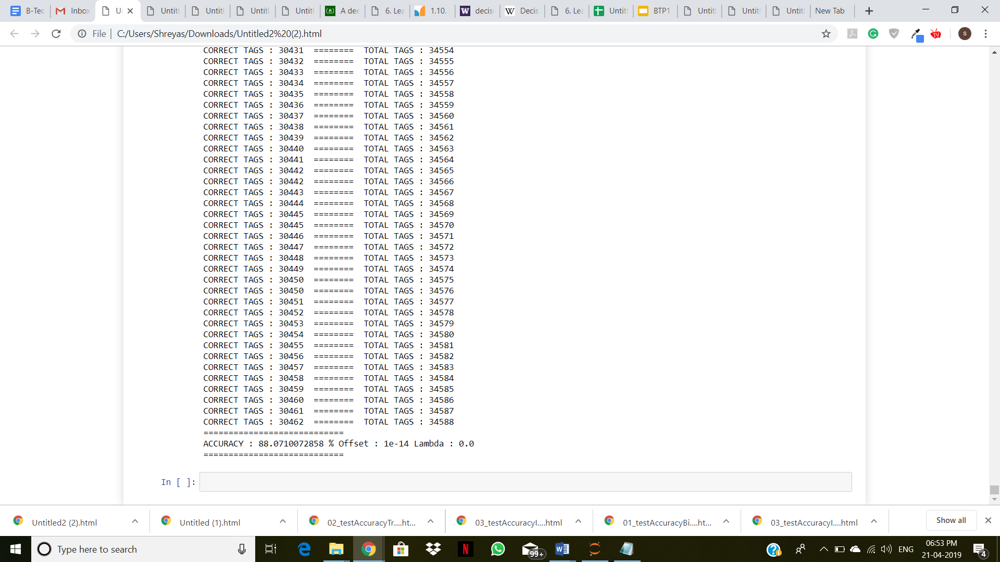 B-Tec
Inbox
U
Untitl
Untitl
Untitl
Untitl
A dee
6. Lea
1.10.
decis
Decis
6. Lea
Untitl
BTP1
Untitl
Untitl
Untitl
New Tab
File
C:/Users/Shreyas/Downloads/Untitled2%20(2).html
CORRECT TAGS : 30431 ======== TOTAL TAGS : 34554
CORRECT TAGS : 30432 ======== TOTAL TAGS : 34555
CORRECT TAGS : 30433 ======== TOTAL TAGS : 34556
CORRECT TAGS : 30434 ======== TOTAL TAGS : 34557
CORRECT TAGS : 30435 ======== TOTAL TAGS : 34558
CORRECT TAGS : 30436 ======== TOTAL TAGS : 34559
CORRECT TAGS : 30437 ======== TOTAL TAGS : 34560
CORRECT TAGS : 30438 ======== TOTAL TAGS : 34561
CORRECT TAGS : 30439 ======== TOTAL TAGS : 34562
CORRECT TAGS : 30440 ======== TOTAL TAGS : 34563
CORRECT TAGS : 30441 ======== TOTAL TAGS : 34564
CORRECT TAGS : 30442 ======== TOTAL TAGS : 34565
CORRECT TAGS : 30442 ======== TOTAL TAGS : 34566
CORRECT TAGS : 30443 ======== TOTAL TAGS : 34567
CORRECT TAGS : 30444 ======== TOTAL TAGS : 34568
CORRECT TAGS : 30445 ======== TOTAL TAGS : 34569
CORRECT TAGS : 30445 ======== TOTAL TAGS : 34570
CORRECT TAGS : 30446 ======== TOTAL TAGS : 34571
CORRECT TAGS : 30447 ======== TOTAL TAGS : 34572
CORRECT TAGS : 30448 ======== TOTAL TAGS : 34573
CORRECT TAGS : 30449 ======== TOTAL TAGS : 34574
CORRECT TAGS : 30450 ======== TOTAL TAGS : 34575
CORRECT TAGS : 30450 ======== TOTAL TAGS : 34576
CORRECT TAGS : 30451 ======== TOTAL TAGS : 34577
CORRECT TAGS : 30452 ======== TOTAL TAGS : 34578
CORRECT TAGS : 30453 ======== TOTAL TAGS : 34579
CORRECT TAGS : 30454 ======== TOTAL TAGS : 34580
CORRECT TAGS : 30455 ======== TOTAL TAGS : 34581
CORRECT TAGS : 30456 ======== TOTAL TAGS : 34582
CORRECT TAGS : 30457 ======== TOTAL TAGS : 34583
CORRECT TAGS : 30458 ======== TOTAL TAGS : 34584
CORRECT TAGS : 30459 ======== TOTAL TAGS : 34585
CORRECT TAGS : 30460 ======== TOTAL TAGS : 34586
CORRECT TAGS : 30461 ======== TOTAL TAGS : 34587
CORRECT TAGS : 30462 ======== TOTAL TAGS : 34588
============================
ACCURACY : 88.0710072858 % Offset : 1e-14 Lambda : 0.0
============================
In [ ]:
Untitled2 (2).html
Untitled (1).html
02_testAccuracyTr....ht...
03_testAccuracyI....html
01_testAccuracyBi....ht...
03_testAccuracyI....html
Show all
Type here to search
99+
ENG
06:53 PM
21-04-2019
4